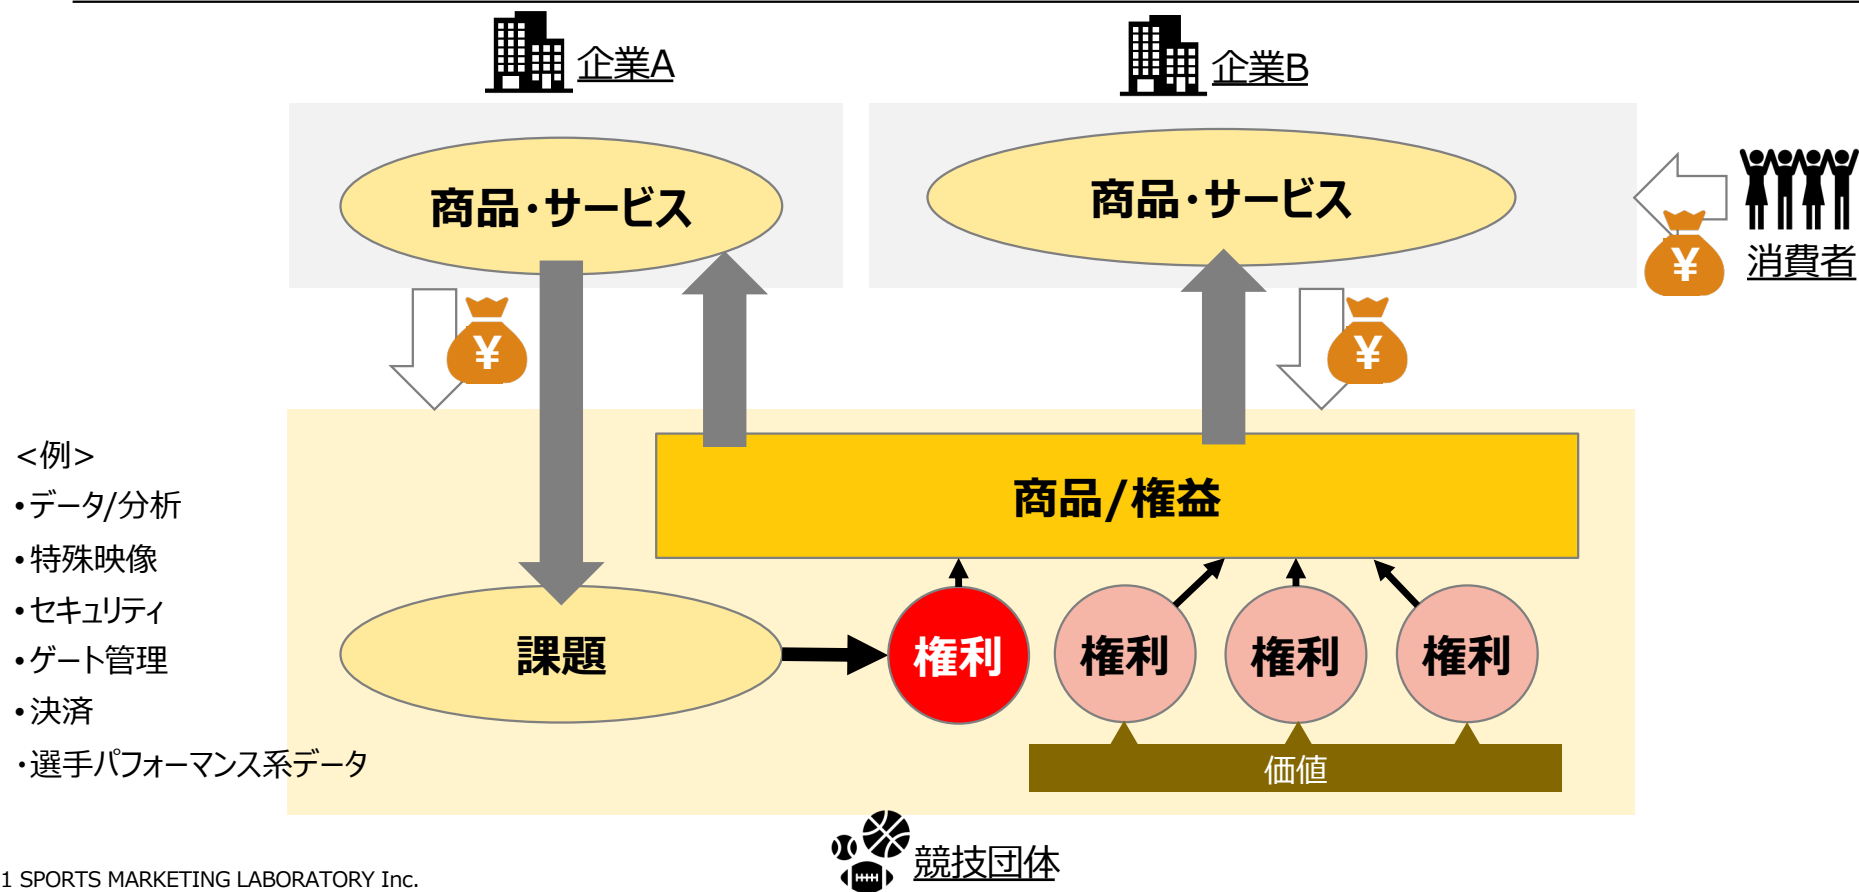 企業A
企業B
商品・サービス
商品・サービス
¥
消費者
¥
¥
<例>
・データ/分析
・特殊映像
・セキュリティ
・ゲート管理
・決済
・選手パフォーマンス系データ
商品/権益
課題
権利
権利
権利
権利
価値
競技団体
1 SPORTS MARKETING LABORATORY Inc.